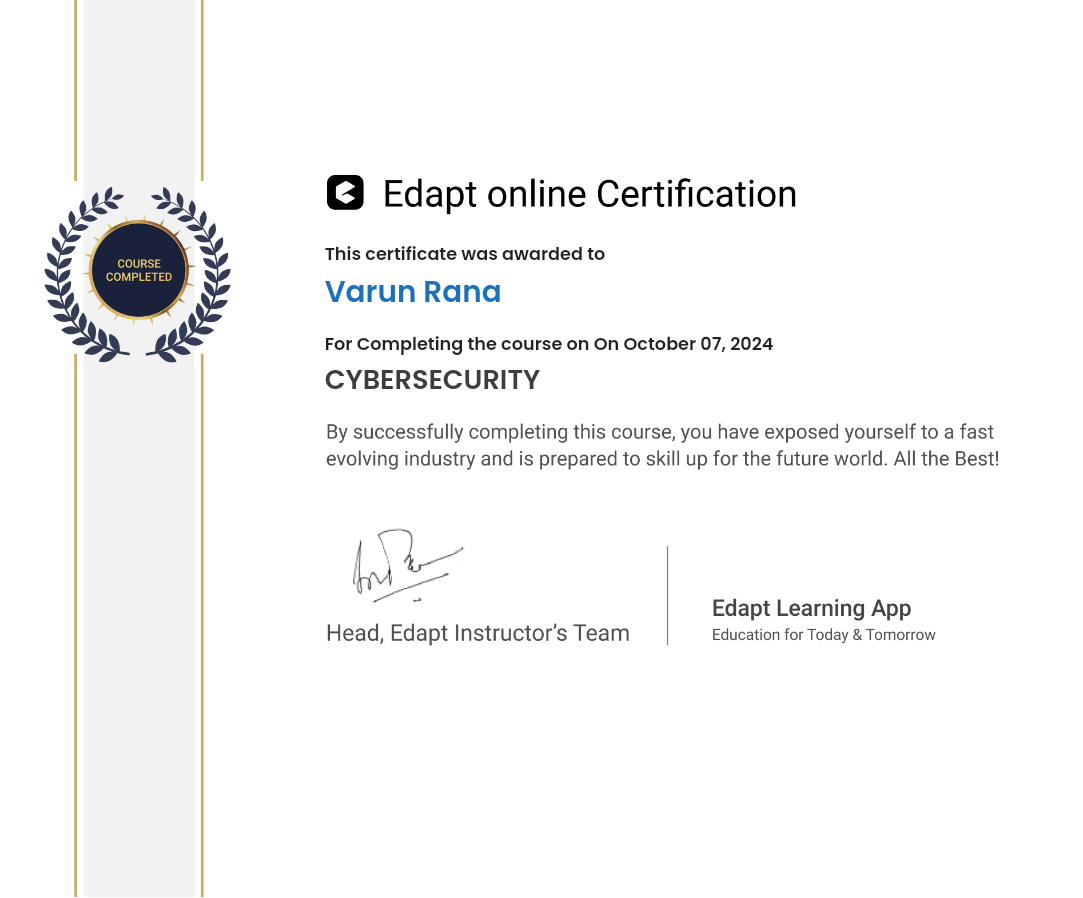 COURSE
COMPLETED
Edapt online Certification
This certificate was awarded to
Varun Rana
For Completing the course on On October 07, 2024
CYBERSECURITY
By successfully completing this course, you have exposed yourself to a fast
evolving industry and is prepared to skill up for the future world. All the Best!
Head, Edapt Instructor’s Team
Edapt Learning App
Education for Today & Tomorrow